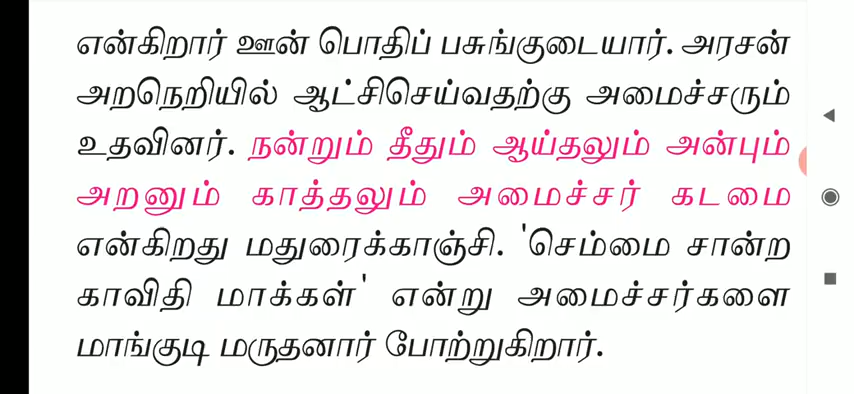 என்கிறார் ஊன் பொதிப் பசுங்குடையார். அரசன்
அறநெறியில் ஆட்சிசெய்வதற்கு அமைச்சரும்
உதவினர். நன்றும் தீதும் ஆய்தலும் அன்பும்
அறனும் காத்தலும் அமைச்சர் கடமை
என்கிறது மதுரைக்காஞ்சி. 'செம்மை சான்ற
காவிதி மாக்கள்' என்று அமைச்சர்களை
மாங்குடி மருதனார் போற்றுகிறார்.